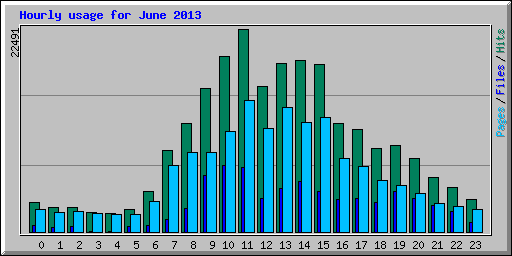 Hourly usage for June 2013
22491
Pages / Files / Hits
0 1 2 3 4 5 6 7 8 9 10 11 12 13 14 15 16 17 18 19 20 21 22 23